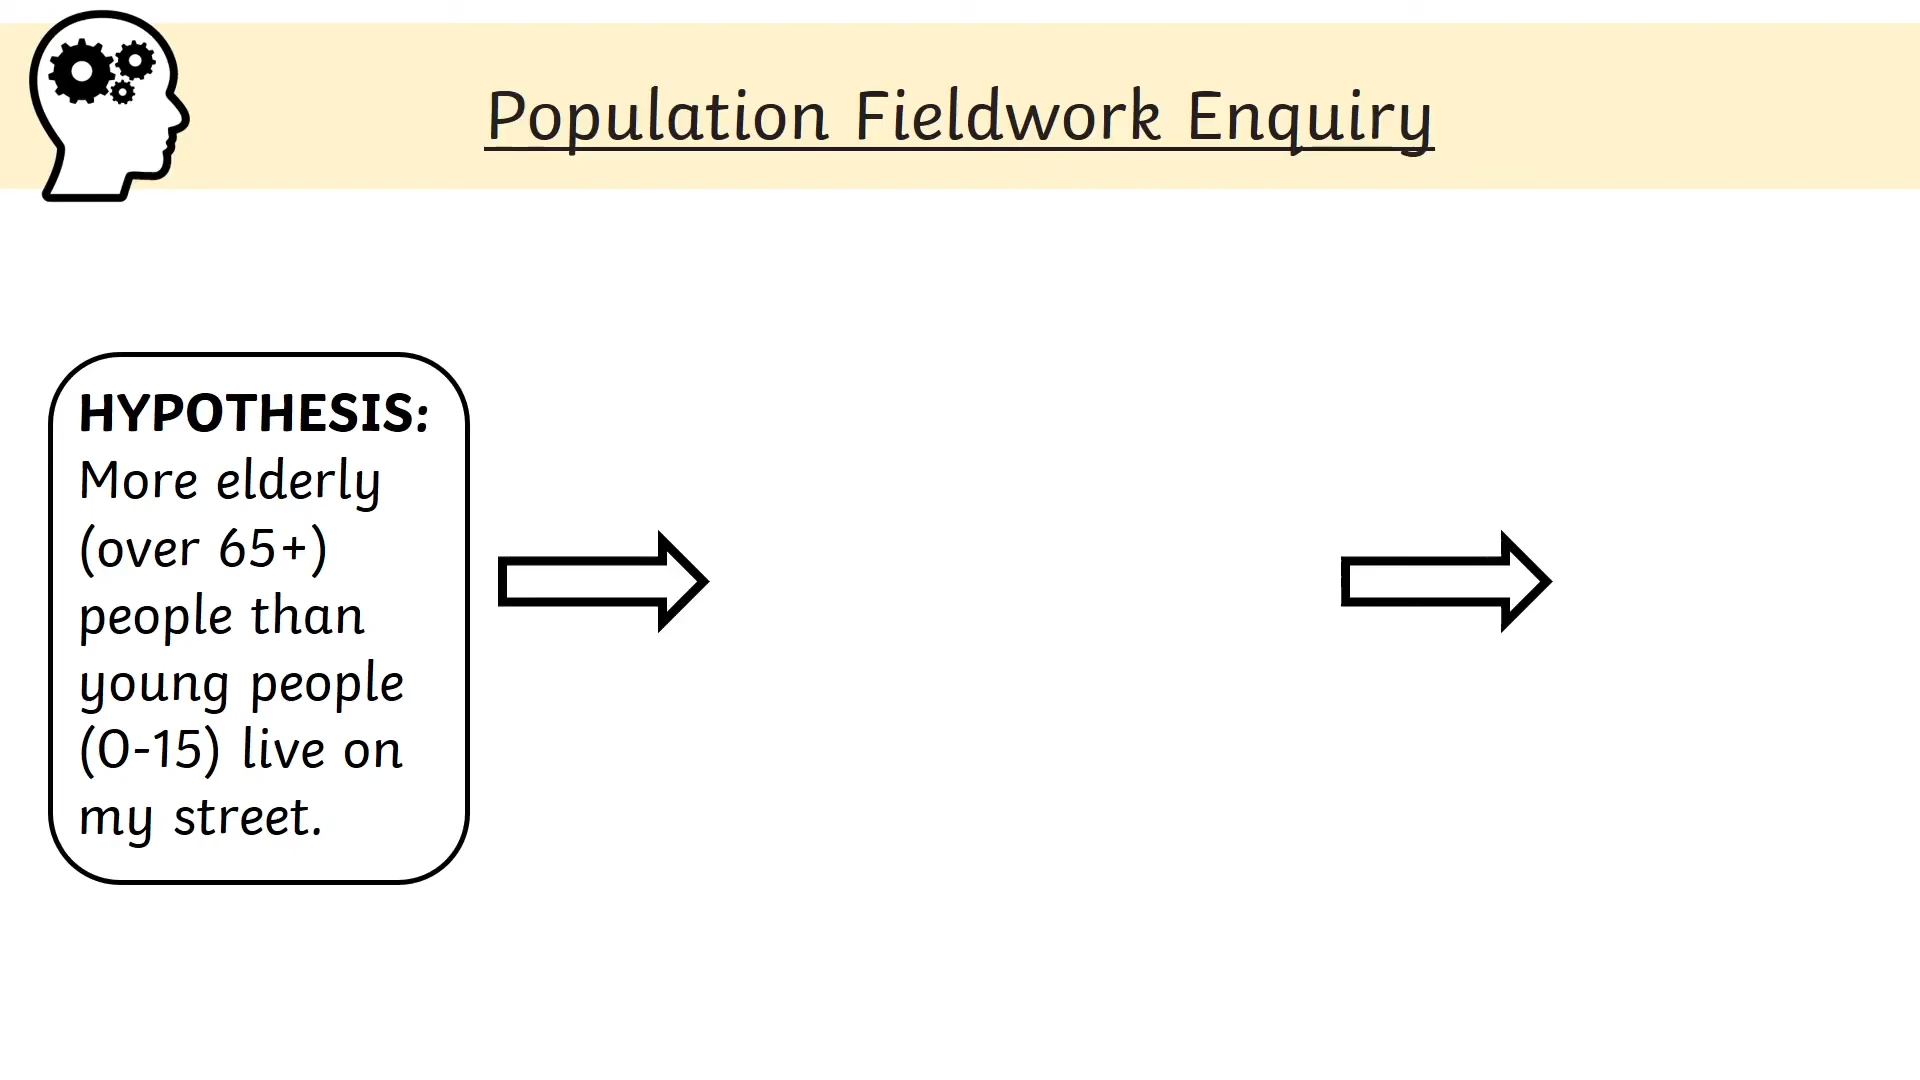 Population Fieldwork Enquiry
HYPOTHESIS:
More elderly
(over 65+)
people than
young people
(0-15) live on
my street.